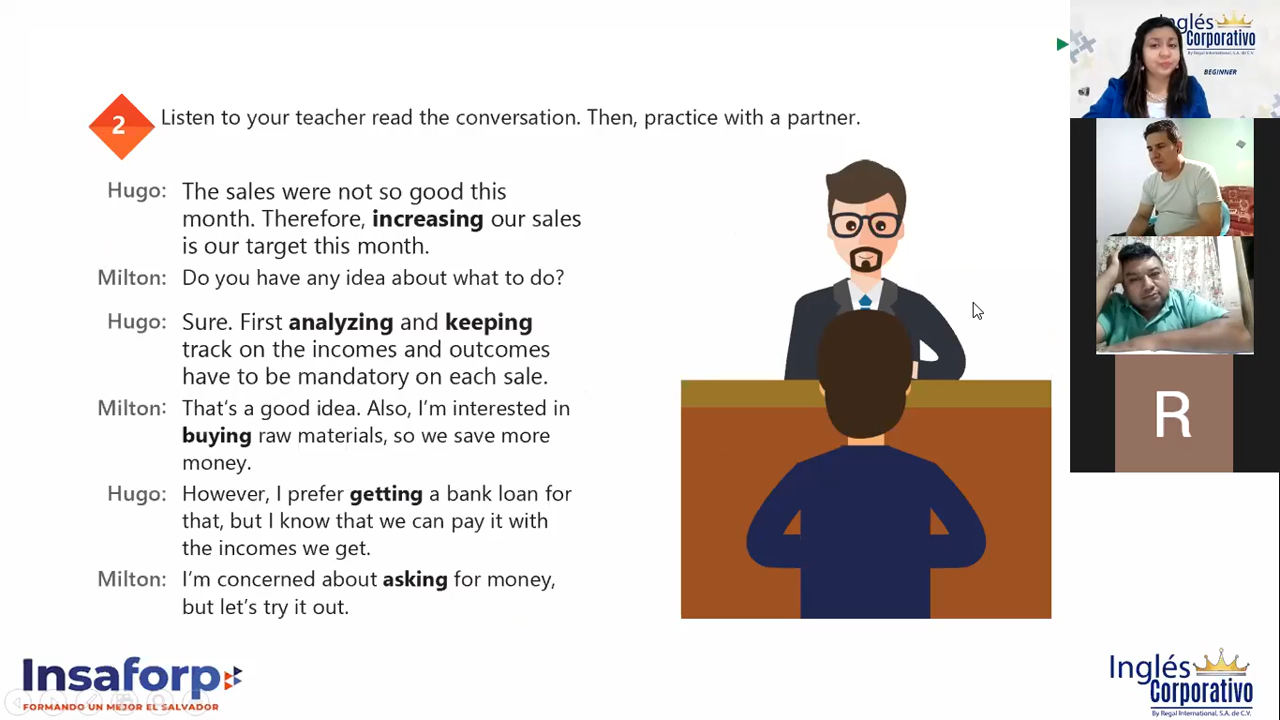 2
Listen to your teacher read the conversation. Then, practice with a partner.
Hugo: The sales were not so good this
month. Therefore, increasing our sales
is our target this month.
Milton: Do you have any idea about what to do?
Hugo: Sure. First analyzing and keeping
track on the incomes and outcomes
have to be mandatory on each sale.
Milton: That's a good idea. Also, I'm interested in
buying raw materials, so we save more
money.
Hugo: However, I prefer getting a bank loan for
that, but I know that we can pay it with
the incomes we get.
Milton: I'm concerned about asking for money,
but let's try it out.
Insaforp
FORMANDO UN MEJOR EL SALVADOR
Inglés
Corporativo
By Regal International, S.A. de C.V.
Inglés
Corporativo
By Regal International, S.A. de C.V.
BEGINNER
R